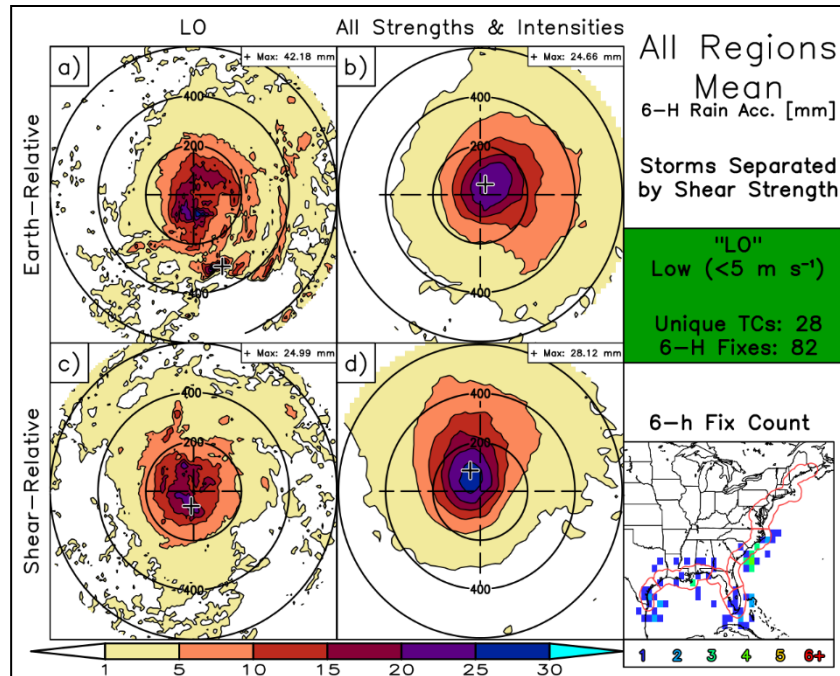 LO
All Strengths & Intensities
All Regions
Mean
6-H Rain Acc. [mm]
Storms Separated
by Shear Strength
"LO"
Low (<5 m s⁻¹)
Unique TCs: 28
6-H Fixes: 82
6-h Fix Count
Earth-Relative
a)
+ Max: 42.18 mm
400
200
400
b)
+ Max: 24.66 mm
400
200
400
Shear-Relative
c)
+ Max: 24.99 mm
400
200
400
d)
+ Max: 28.12 mm
400
200
400
1 5 10 15 20 25 30
1 2 3 4 5 6+